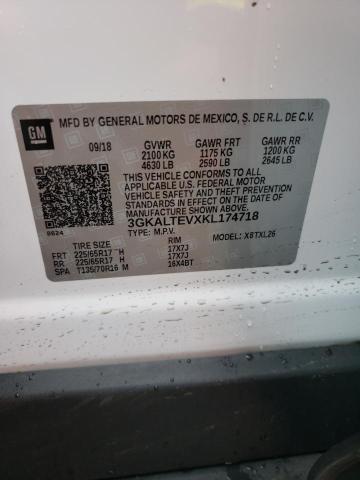 GM
MFD BY GENERAL MOTORS DE MEXICO, S. DE R.L. DE C.V.
09/18 GVWR GAWR FRT GAWR RR
2100 KG 1175 KG 1200 KG
4630 LB 2590 LB 2645 LB
THIS VEHICLE CONFORMS TO ALL
APPLICABLE U.S. FEDERAL MOTOR
VEHICLE SAFETY AND THEFT
PREVENTION STANDARDS IN EFFECT
ON THE DATE OF MANUFACTURE
SHOWN ABOVE.
3GKALTEVXKL174718
TYPE: M.P.V. MODEL: X8TXL26
0624
TIRE SIZE RIM
FRT 225/65R17 H 17X7J
RR 225/65R17 H 17X7J
SPA T135/70R16 M 16X4BT